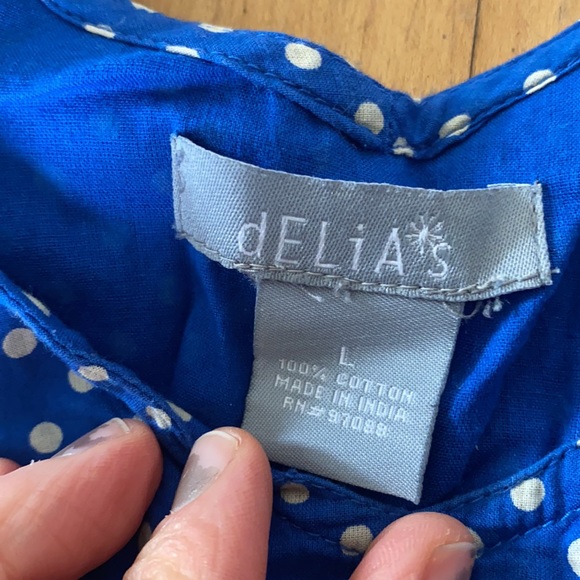 dELiA*s
L
100% COTTON
MADE IN INDIA
RN# 97088